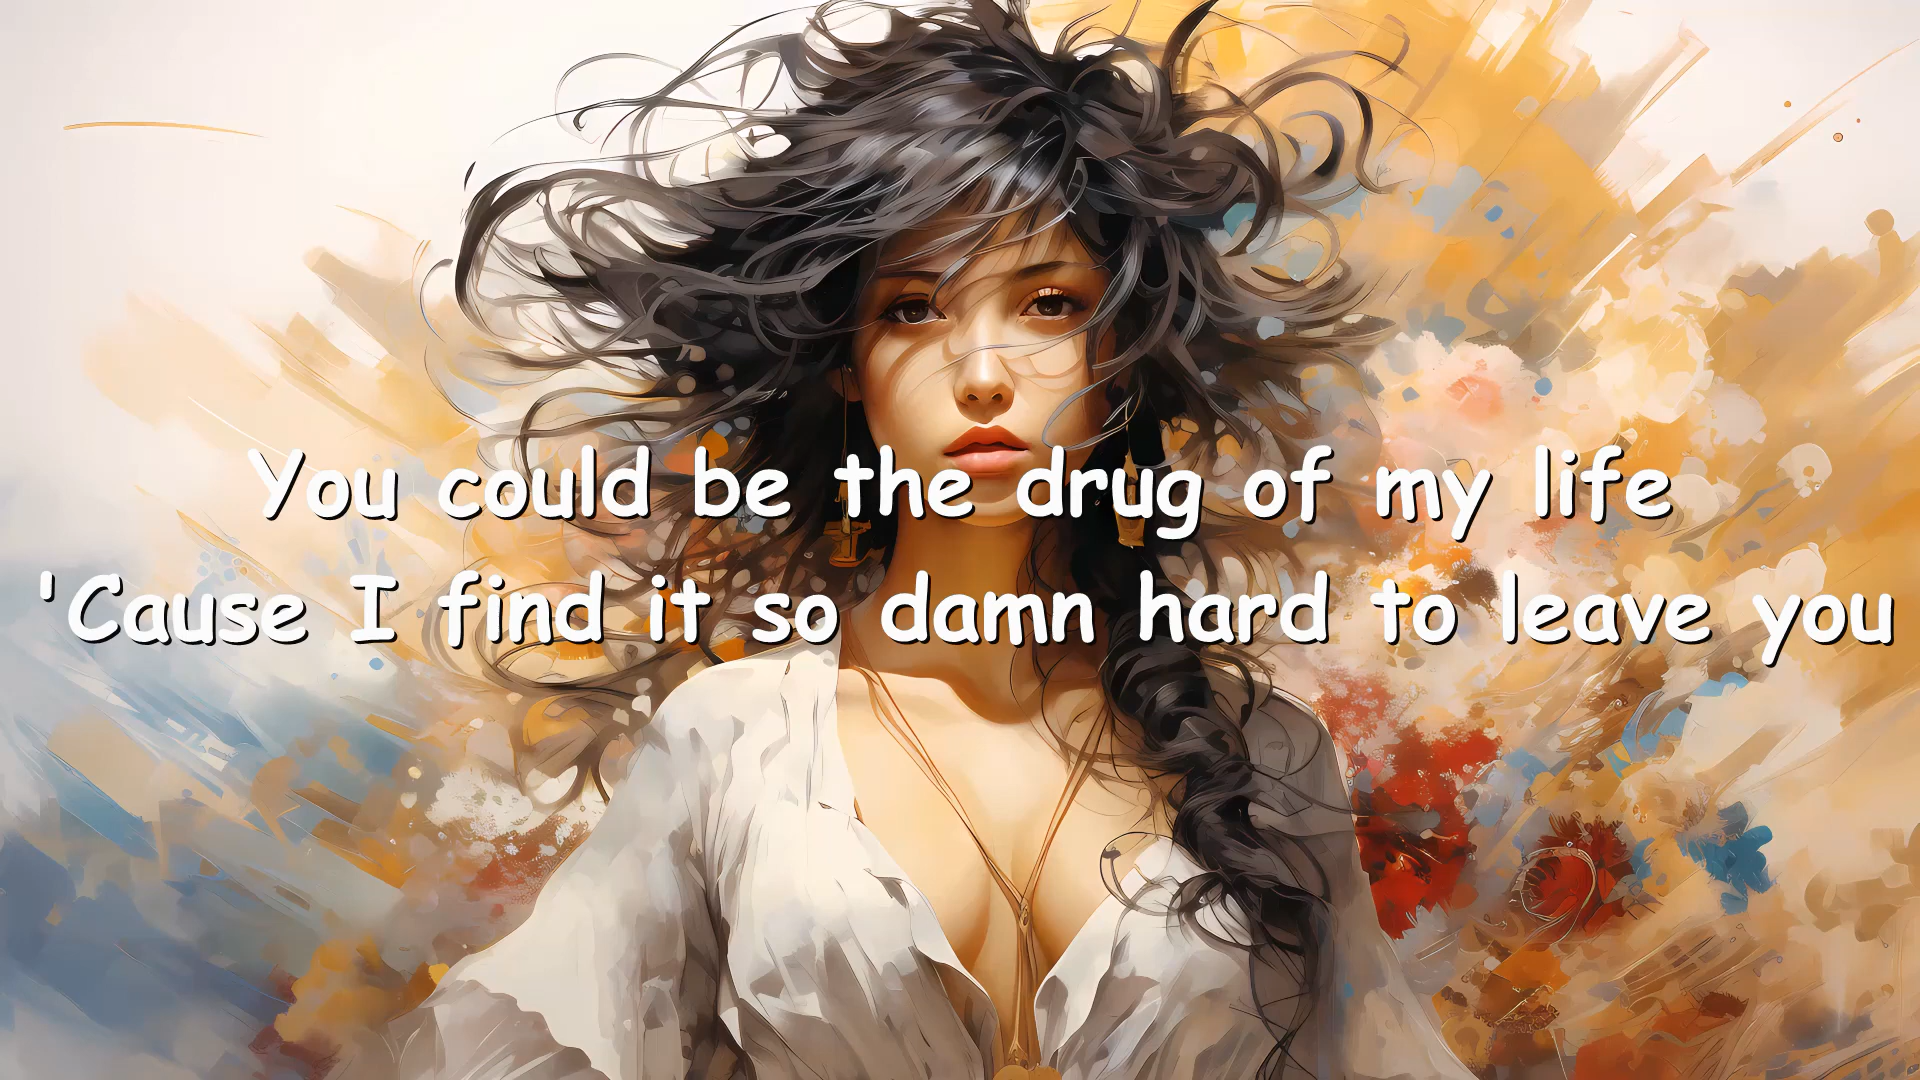 You could be the drug of my life
'Cause I find it so damn hard to leave you